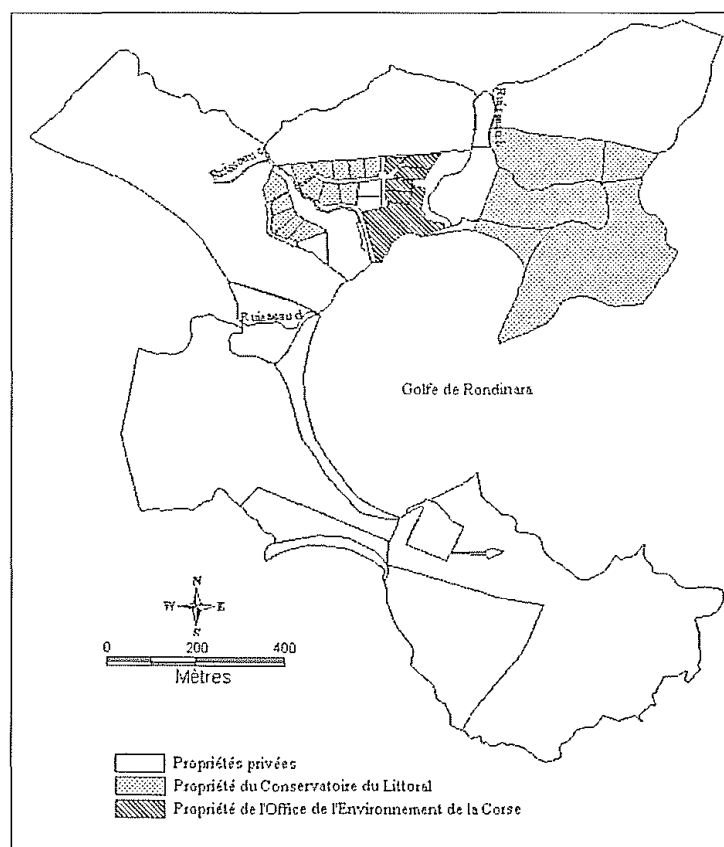 Ruisseau
Ruisseau
Ruisseau d
Golfe de Rondinara
N
W E
S
0 200 400
Mètres
Propriétés privées
Propriété du Conservatoire du Littoral
Propriété de l'Office de l'Environnement de la Corse